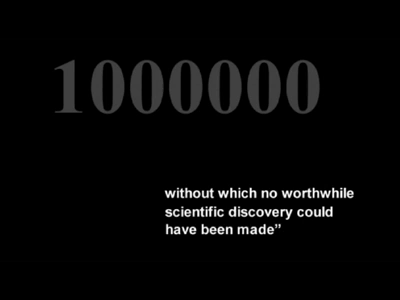 1000000
without which no worthwhile
scientific discovery could
have been made”